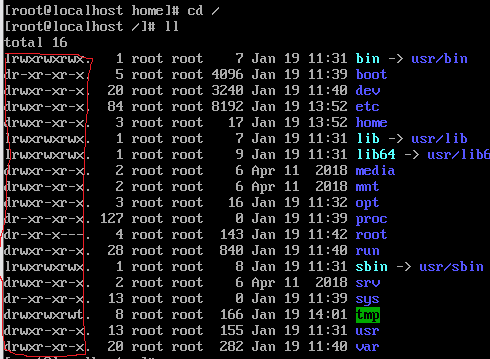 [root@localhost home]# cd /
[root@localhost /]# ll
total 16
lrwxrwxrwx. 1 root root 7 Jan 19 11:31 bin -> usr/bin
dr-xr-xr-x. 5 root root 4096 Jan 19 11:39 boot
drwxr-xr-x. 20 root root 3240 Jan 19 11:40 dev
drwxr-xr-x. 84 root root 8192 Jan 19 13:52 etc
drwxr-xr-x. 3 root root 17 Jan 19 13:52 home
lrwxrwxrwx. 1 root root 7 Jan 19 11:31 lib -> usr/lib
lrwxrwxrwx. 1 root root 9 Jan 19 11:31 lib64 -> usr/lib6
drwxr-xr-x. 2 root root 6 Apr 11 2018 media
drwxr-xr-x. 2 root root 6 Apr 11 2018 mnt
drwxr-xr-x. 3 root root 16 Jan 19 11:32 opt
dr-xr-xr-x. 127 root root 0 Jan 19 11:39 proc
dr-xr-x---. 4 root root 143 Jan 19 11:42 root
drwxr-xr-x. 28 root root 840 Jan 19 11:40 run
lrwxrwxrwx. 1 root root 8 Jan 19 11:31 sbin -> usr/sbin
drwxr-xr-x. 2 root root 6 Apr 11 2018 srv
dr-xr-xr-x. 13 root root 0 Jan 19 11:39 sys
drwxrwxrwt. 8 root root 166 Jan 19 14:01 tmp
drwxr-xr-x. 13 root root 155 Jan 19 11:31 usr
drwxr-xr-x. 20 root root 282 Jan 19 11:40 var